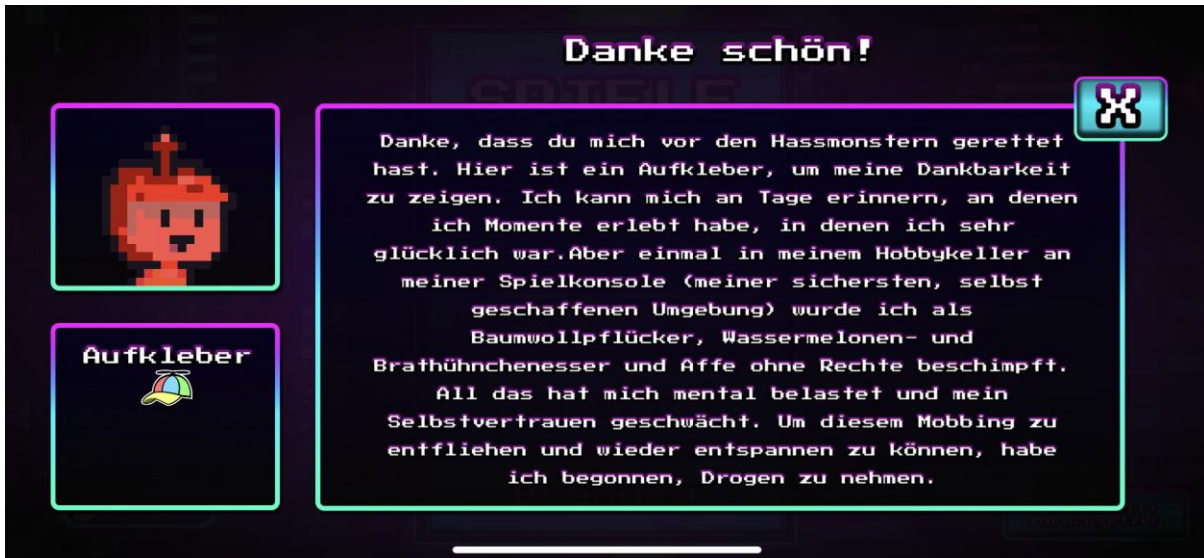 Danke schön!
X
Danke, dass du mich vor den Hassmonstern gerettet
hast. Hier ist ein Aufkleber, um meine Dankbarkeit
zu zeigen. Ich kann mich an Tage erinnern, an denen
ich Momente erlebt habe, in denen ich sehr
glücklich war.Aber einmal in meinem Hobbykeller an
meiner Spielkonsole (meiner sichersten, selbst
geschaffenen Umgebung) wurde ich als
Baumwollpflücker, Wassermelonen- und
Brathühnchenesser und Affe ohne Rechte beschimpft.
All das hat mich mental belastet und mein
Selbstvertrauen geschwächt. Um diesem Mobbing zu
entfliehen und wieder entspannen zu können, habe
ich begonnen, Drogen zu nehmen.
Aufkleber
SPIELE